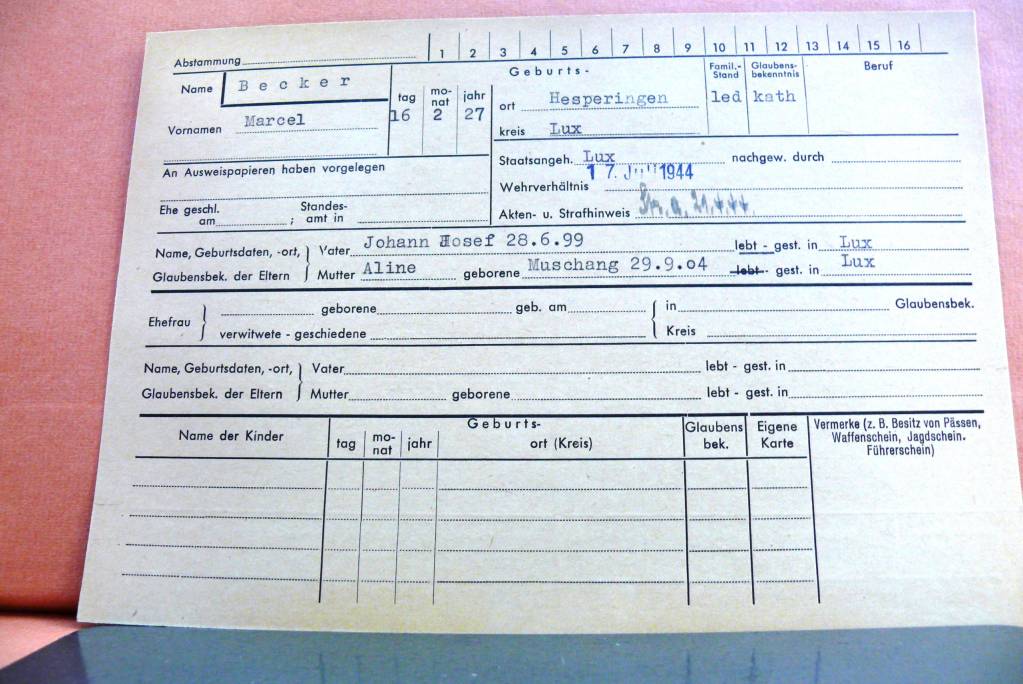 Abstammung 1 2 3 4 5 6 7 8 9 10 11 12 13 14 15 16
Name Becker
Vornamen Marcel
Geburts-
tag monat jahr
16 2 27
ort Hesperingen
kreis Lux
Famil.-Stand
led
Glaubensbekenntnis
kath
Beruf
An Ausweispapieren haben vorgelegen
Ehe geschl. am ; Standesamt in
Staatsangeh. Lux nachgew. durch
17. Juli 1944
Wehrverhältnis
Akten- u. Strafhinweis
Name, Geburtsdaten, -ort, Vater Johann Josef 28.6.99 lebt - gest. in Lux
Glaubensbek. der Eltern Mutter Aline geborene Muschang 29.9.04 lebt - gest. in Lux
Ehefrau geborene geb. am in Glaubensbek.
verwitwete - geschiedene Kreis
Name, Geburtsdaten, -ort, Vater lebt - gest. in
Glaubensbek. der Eltern Mutter geborene lebt - gest. in
Name der Kinder
Geburts-
tag monat jahr ort (Kreis)
Glaubens bek.
Eigene Karte
Vermerke (z. B. Besitz von Pässen,
Waffenschein, Jagdschein.
Führerschein)